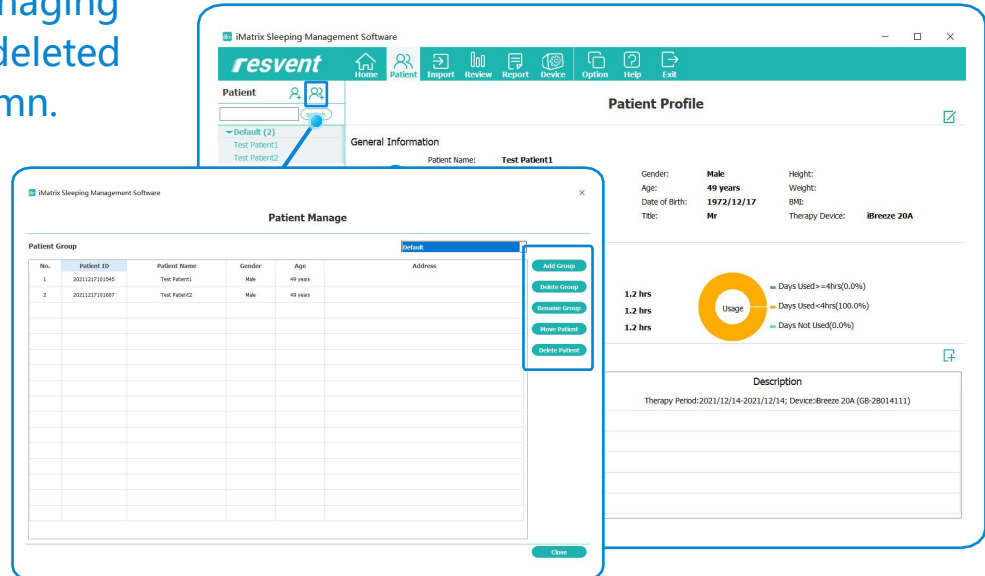 naging
deleted
mn.
iMatrix Sleeping Management Software
resvent
Home Patient Import Review Report Device Option Help Exit
Patient
Patient Profile
Default (2)
Test Patient1
Test Patient2
General Information
Patient Name: Test Patient1
Gender: Male Height:
Age: 49 years Weight:
Date of Birth: 1972/12/17 BMI:
Title: Mr Therapy Device: iBreeze 20A
1.2 hrs
1.2 hrs
1.2 hrs
Usage
Days Used>=4hrs(0.0%)
Days Used<4hrs(100.0%)
Days Not Used(0.0%)
Description
Therapy Period:2021/12/14-2021/12/14; Device:iBreeze 20A (GB-2B014111)
iMatrix Sleeping Management Software
Patient Manage
Patient Group Default
No. Patient ID Patient Name Gender Age Address
1 20211217101545 Test Patient1 Male 49 years
2 20211217101607 Test Patient2 Male 49 years
Add Group
Delete Group
Rename Group
Move Patient
Delete Patient
Close